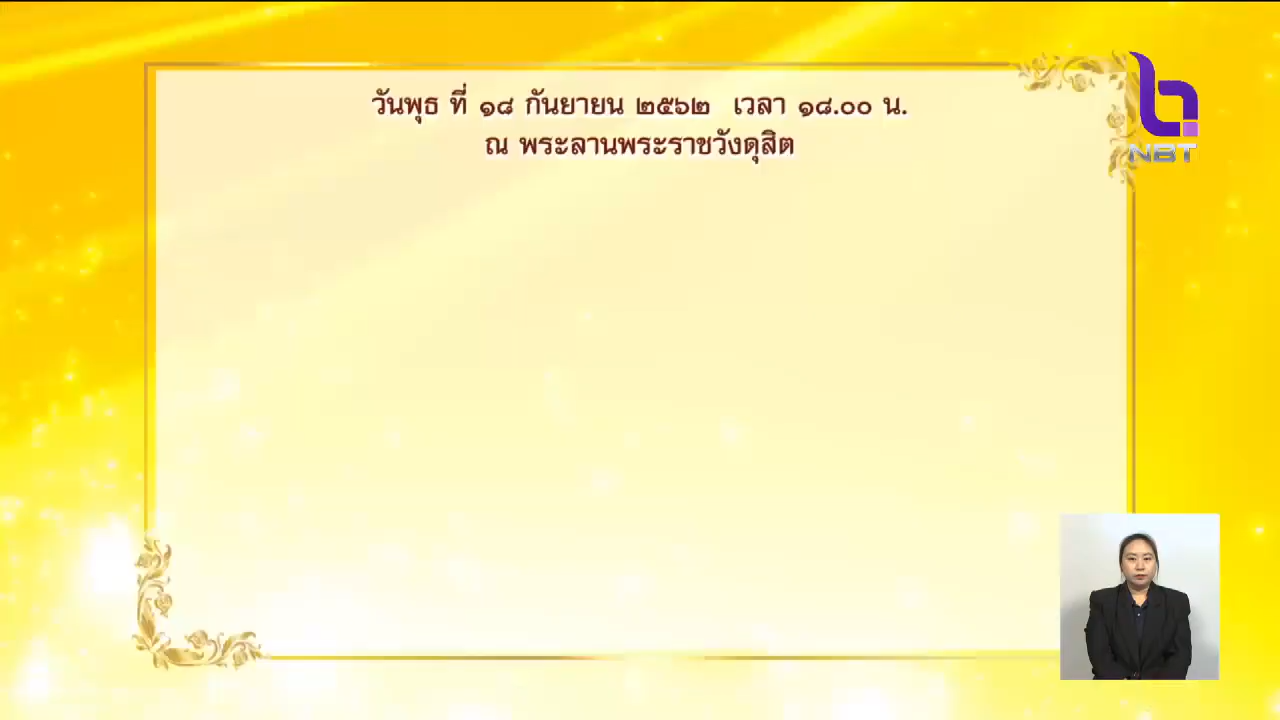 วันพุธ ที่ ๑๘ กันยายน ๒๕๖๒ เวลา ๑๘.๐๐ น.
ณ พระลานพระราชวังดุสิต
NBT